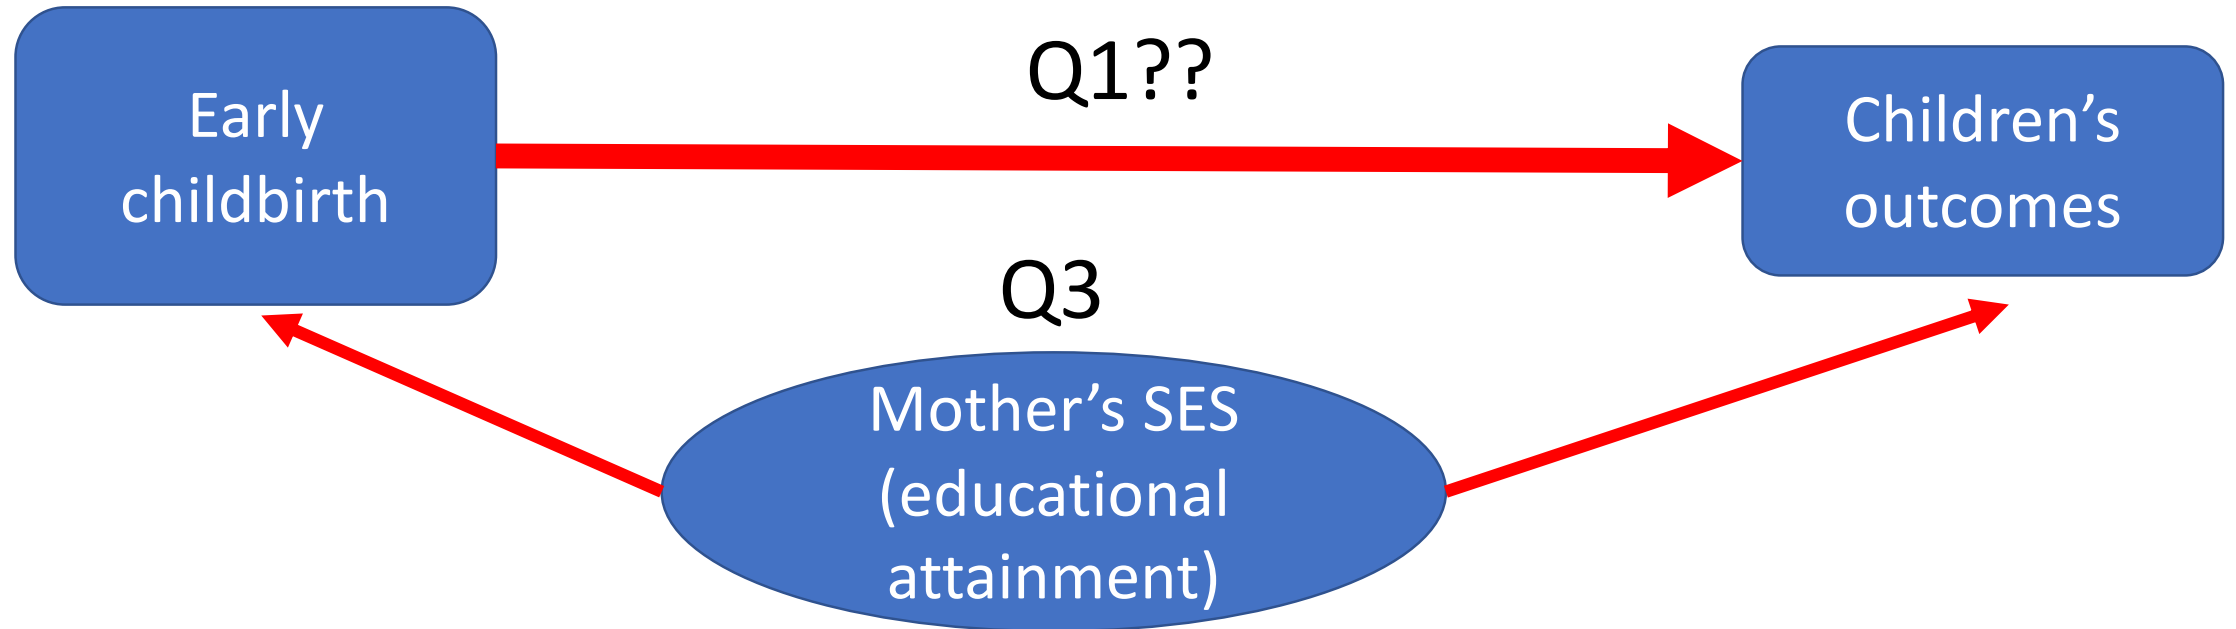 Early
childbirth
Q1??
Children’s
outcomes
Q3
Mother’s SES
(educational
attainment)